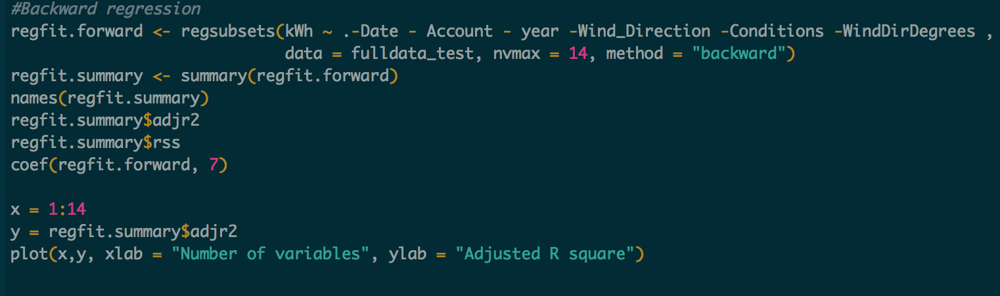 #Backward regression
regfit.forward <- regsubsets(kWh ~ .-Date - Account - year -Wind_Direction -Conditions -WindDirDegrees ,
data = fulldata_test, nvmax = 14, method = "backward")
regfit.summary <- summary(regfit.forward)
names(regfit.summary)
regfit.summary$adjr2
regfit.summary$rss
coef(regfit.forward, 7)
x = 1:14
y = regfit.summary$adjr2
plot(x,y, xlab = "Number of variables", ylab = "Adjusted R square")